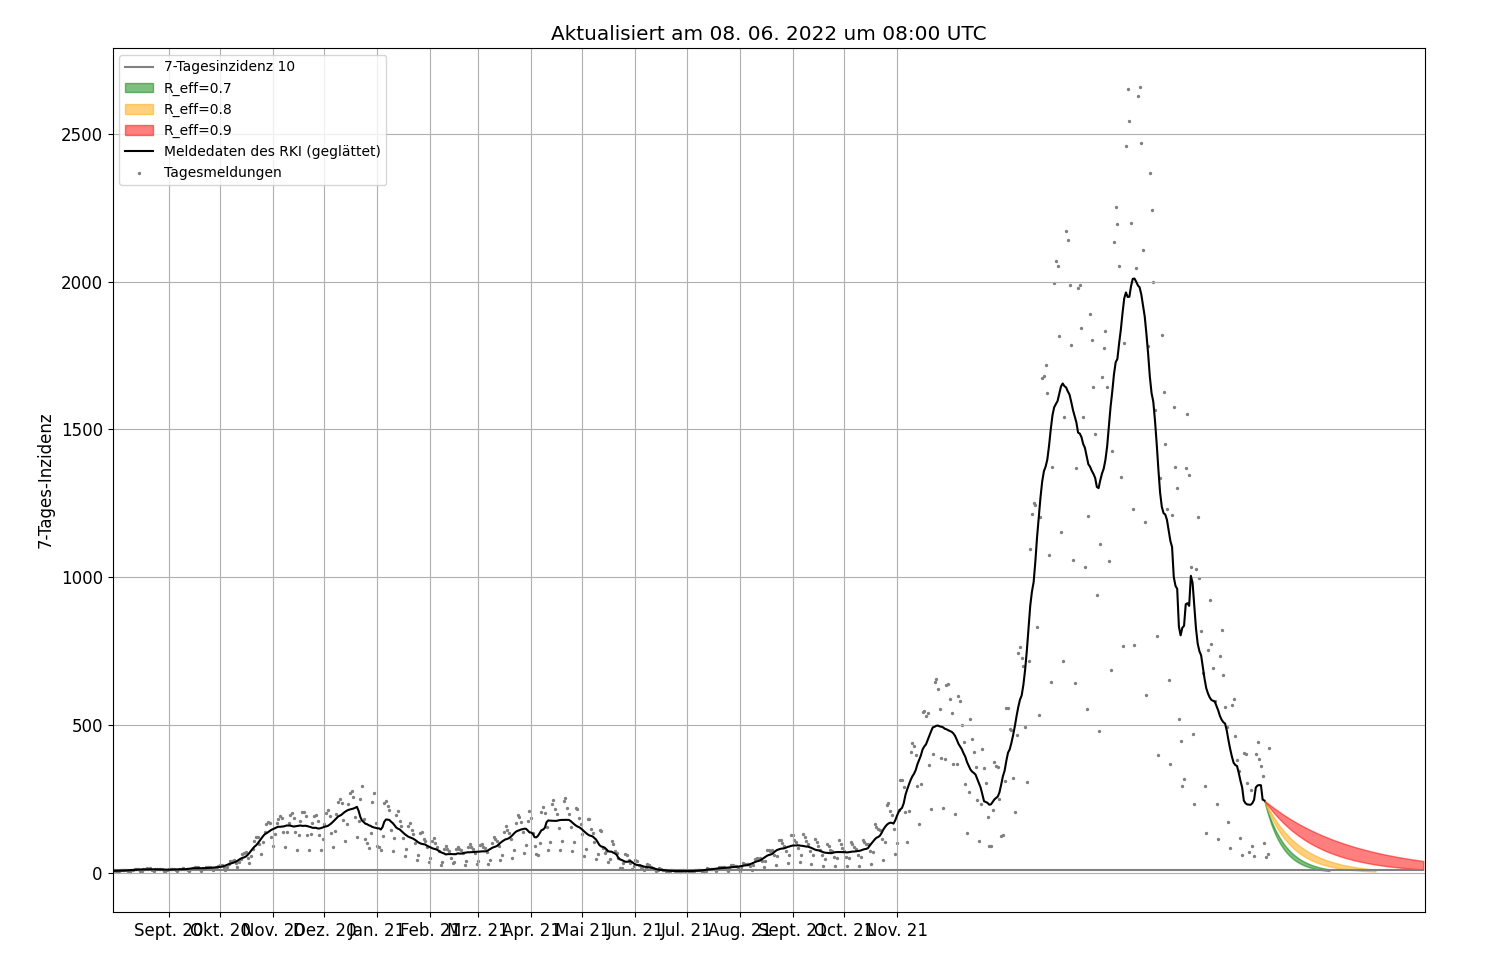 Aktualisiert am 08. 06. 2022 um 08:00 UTC
7-Tagesinzidenz 10
R_eff=0.7
R_eff=0.8
R_eff=0.9
Meldedaten des RKI (geglättet)
Tagesmeldungen
7-Tages-Inzidenz
2500
2000
1500
1000
500
0
Sept. 20 Okt. 20 Nov. 20 Dez. 20 Jan. 21 Feb. 21 Mrz. 21 Apr. 21 Mai 21 Jun. 21 Jul. 21 Aug. 21 Sept. 21 Oct. 21 Nov. 21